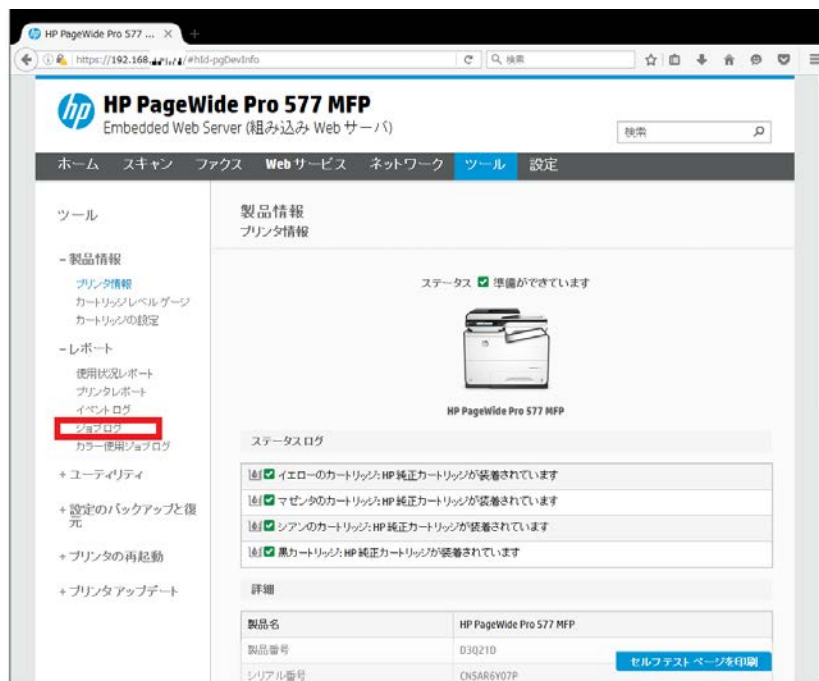 HP PageWide Pro 577 ...
https://192.168.
/#hId-pgDevInfo
検索
hp
HP PageWide Pro 577 MFP
Embedded Web Server (組み込み Web サーバ)
検索
ホーム スキャン ファクス Web サービス ネットワーク ツール 設定
ツール
- 製品情報
プリンタ情報
カートリッジレベル ゲージ
カートリッジの設定
- レポート
使用状況レポート
プリンタレポート
イベント ログ
ジョブログ
カラー使用ジョブログ
+ ユーティリティ
+ 設定のバックアップと復
元
+ プリンタの再起動
+ プリンタ アップデート
製品情報
プリンタ情報
ステータス 準備ができています
HP PageWide Pro 577 MFP
ステータス ログ
イエローのカートリッジ: HP 純正カートリッジが装着されています
マゼンタのカートリッジ: HP 純正カートリッジが装着されています
シアンのカートリッジ: HP 純正カートリッジが装着されています
黒カートリッジ: HP 純正カートリッジが装着されています
詳細
製品名 HP PageWide Pro 577 MFP
製品番号 D3Q21D
セルフテスト ページを印刷
シリアル番号 CN5AR6Y07P